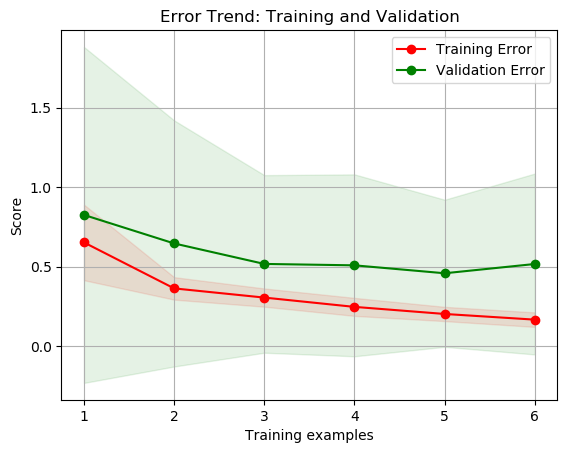 Error Trend: Training and Validation
Training Error
Validation Error
Score
1.5
1.0
0.5
0.0
1 2 3 4 5 6
Training examples